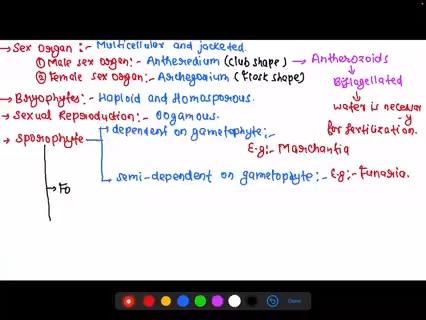 → Sex organ :- Multicellular and jacketed.
① Male sex organ:- Antheredium (club shape) → Antherozoids
↓
Biflagellated
② Female sex organ:- Archegonium (Flask shape)
↓
water is necessar-y
for fertilization.
→ Bryophytes:- Haploid and Homosporous.
→ Sexual Reproduction:- Oogamous.
→ Sporophyte
→ dependent on gametophyte:-
E.g:- Marchantia
→ semi-dependent on gametophyte:- E.g:- Funaria.
→ Fo
Done